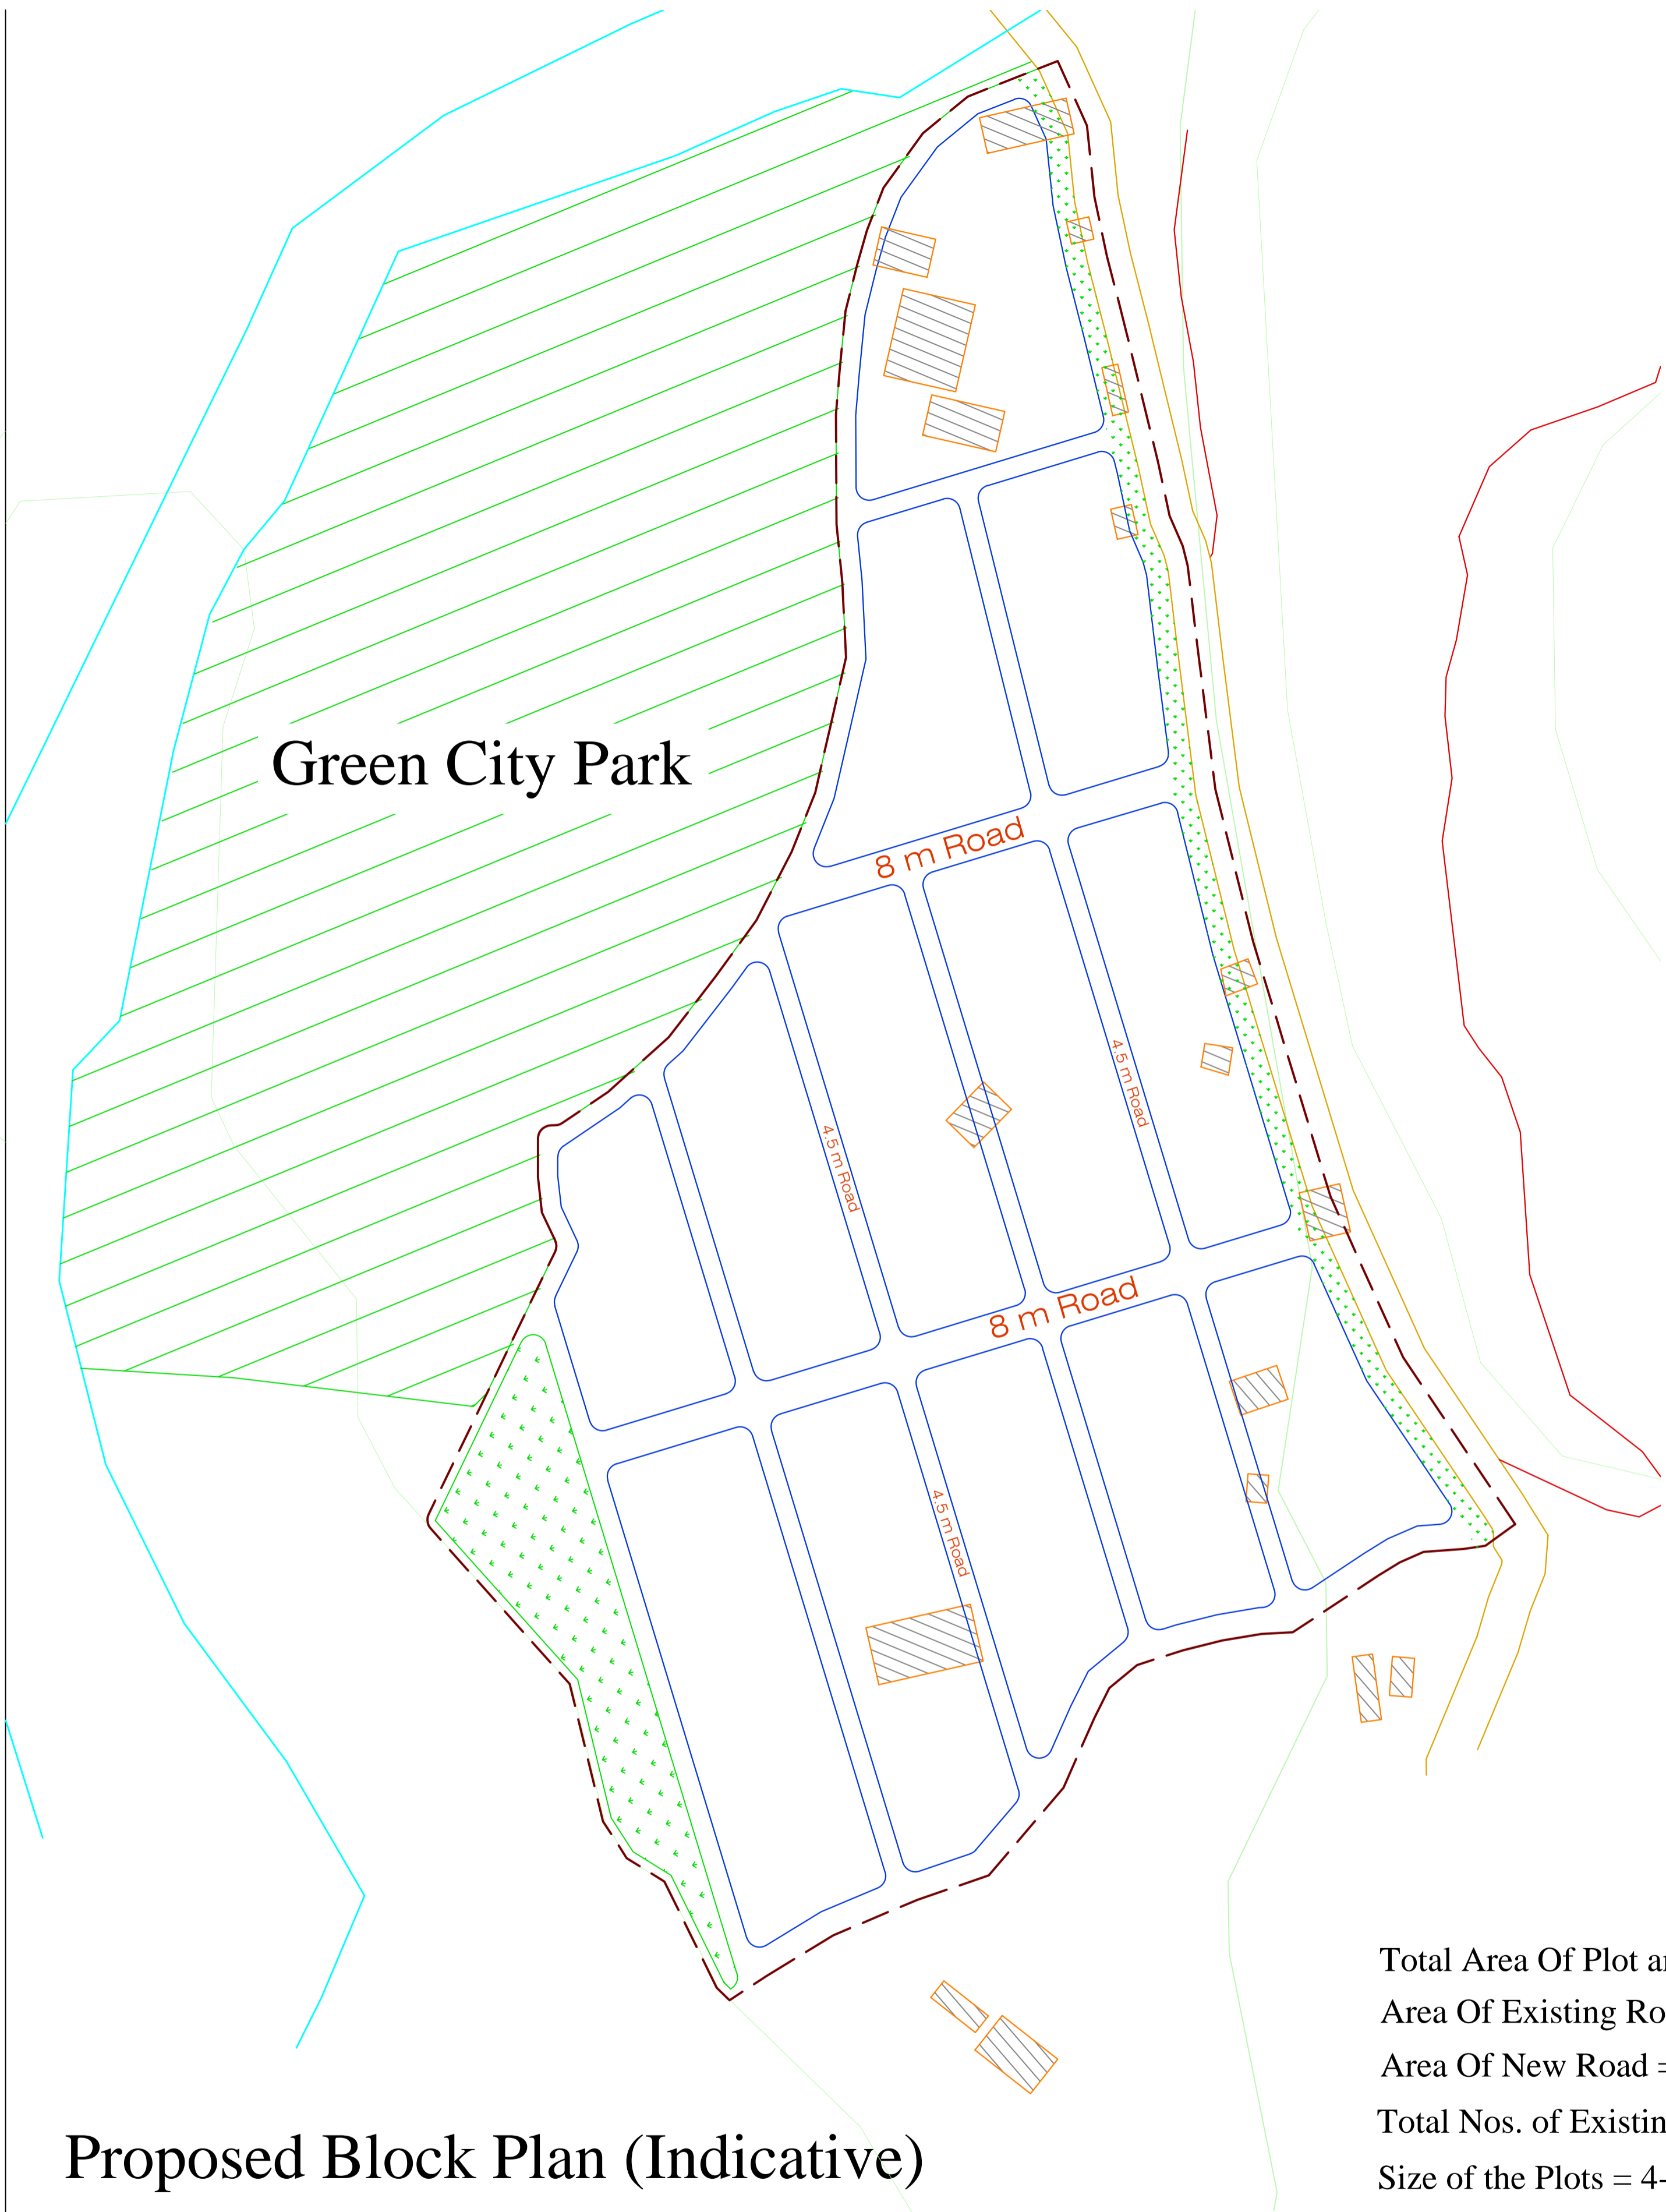 Green City Park
8 m Road
4.5 m Road
4.5 m Road
8 m Road
4.5 m Road
Total Area Of Plot
Area Of Existing
Area Of New Road =
Total Nos. of
Size of the Plots = 4-
Proposed Block Plan (Indicative)